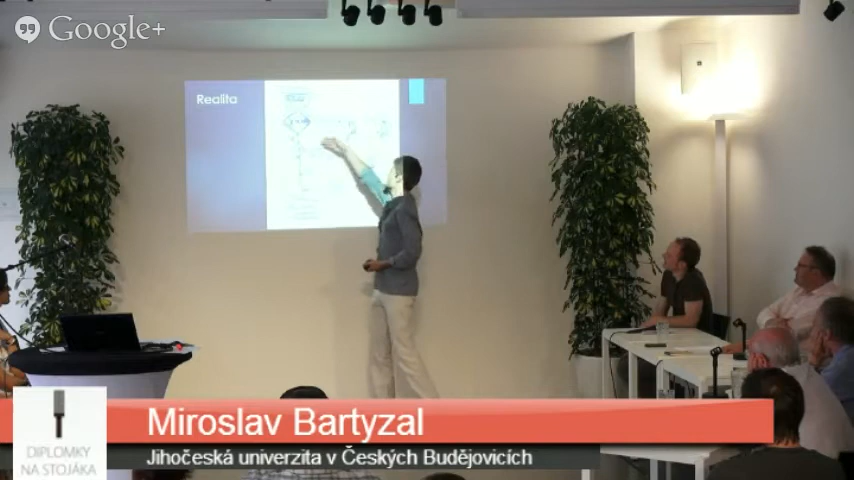 Google+
Realita
Miroslav Bartyzal
Jihočeská univerzita v Českých Budějovicích
DIPLOMKY
NA STOJÁKA